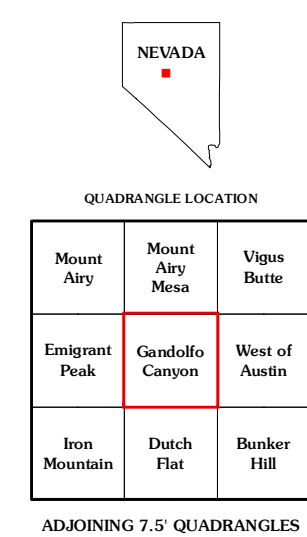 NEVADA
QUADRANGLE LOCATION
Mount
Airy
Mount
Airy
Mesa
Vigus
Butte
Emigrant
Peak
Gandolfo
Canyon
West of
Austin
Iron
Mountain
Dutch
Flat
Bunker
Hill
ADJOINING 7.5' QUADRANGLES